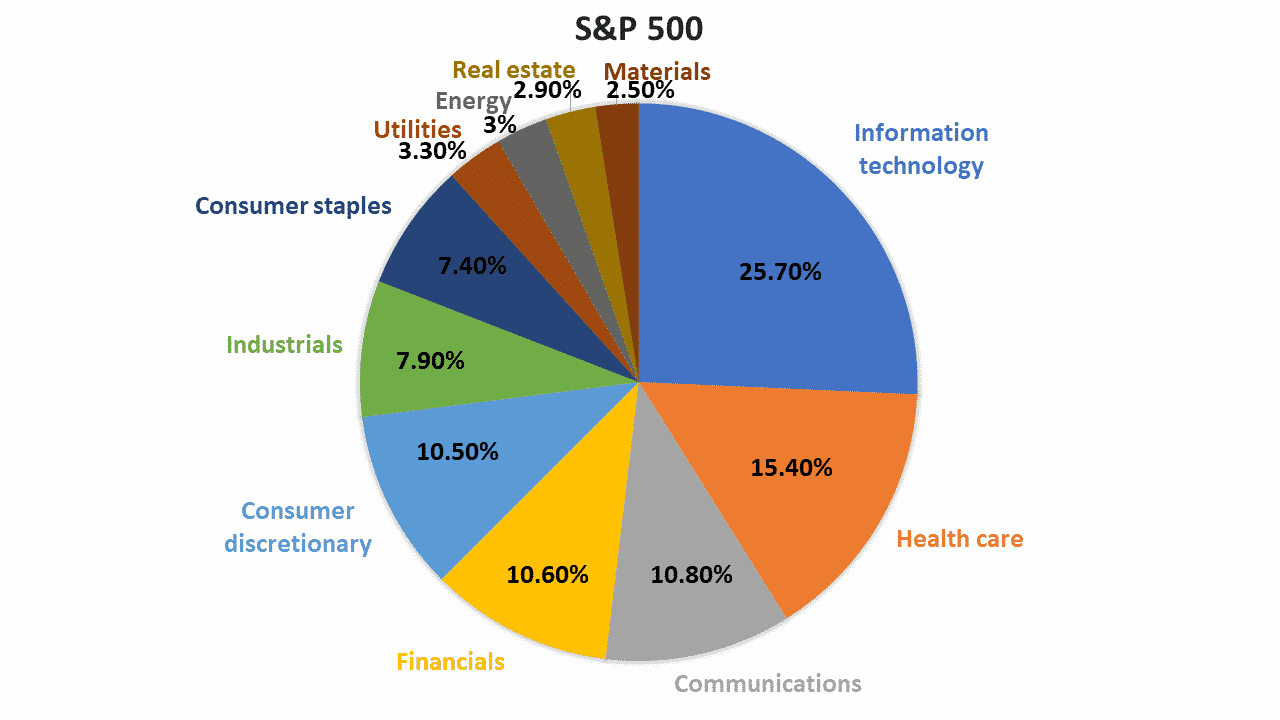 S&P 500
Real estate
2.90%
Materials
2.50%
Energy
3%
Utilities
3.30%
Information
technology
25.70%
Consumer staples
7.40%
Industrials
7.90%
Consumer
discretionary
10.50%
Health care
15.40%
Financials
10.60%
Communications
10.80%